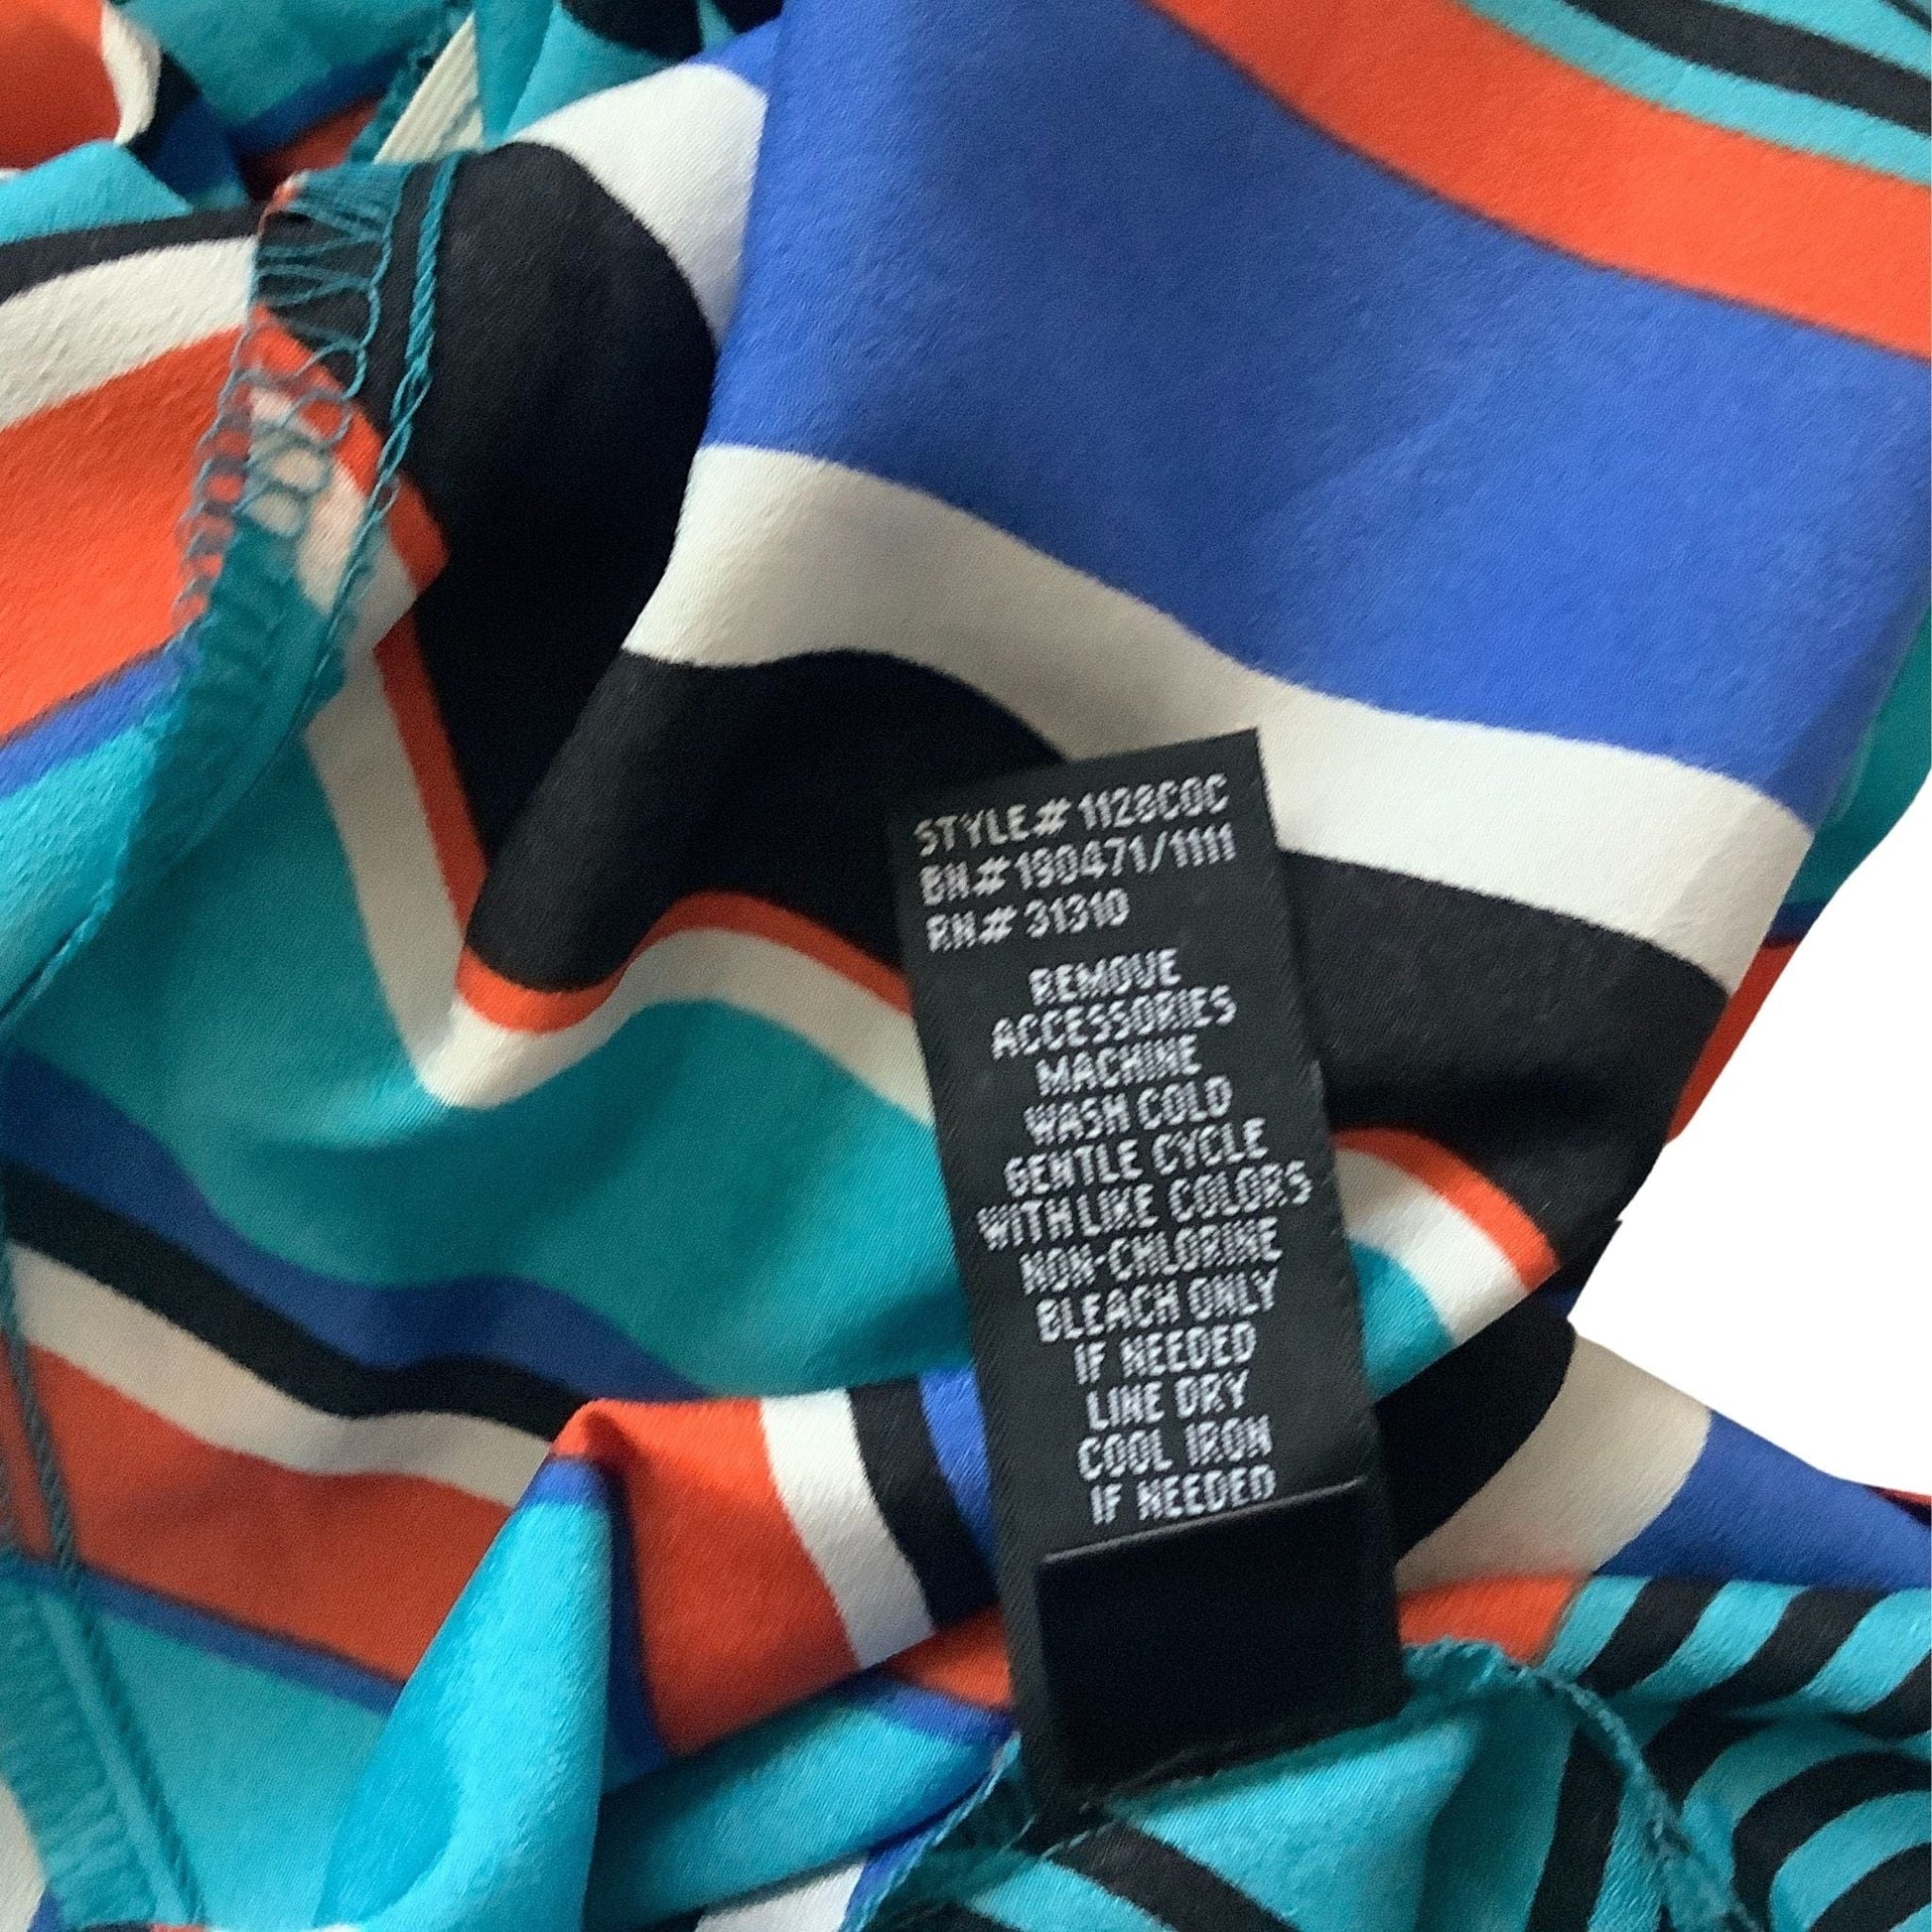 STYLE# 1128COC
BN# 190471/1111
RN# 31310
REMOVE
ACCESSORIES
MACHINE
WASH COLD
GENTLE CYCLE
WITH LIKE COLORS
NON-CHLORINE
BLEACH ONLY
IF NEEDED
LINE DRY
COOL IRON
IF NEEDED